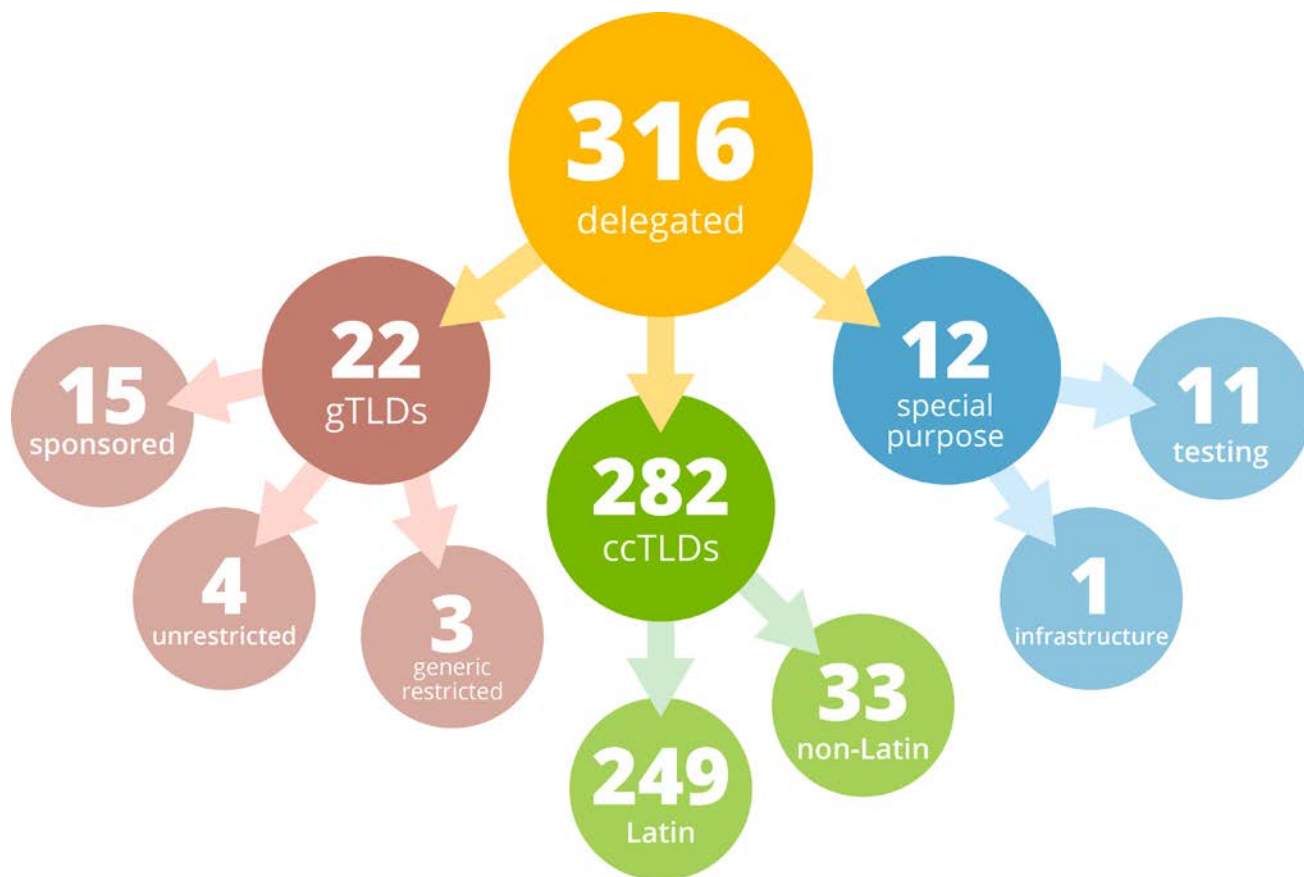 316
delegated
22
gTLDs
15
sponsored
4
unrestricted
3
generic
restricted
282
ccTLDs
249
Latin
33
non-Latin
12
special
purpose
11
testing
1
infrastructure